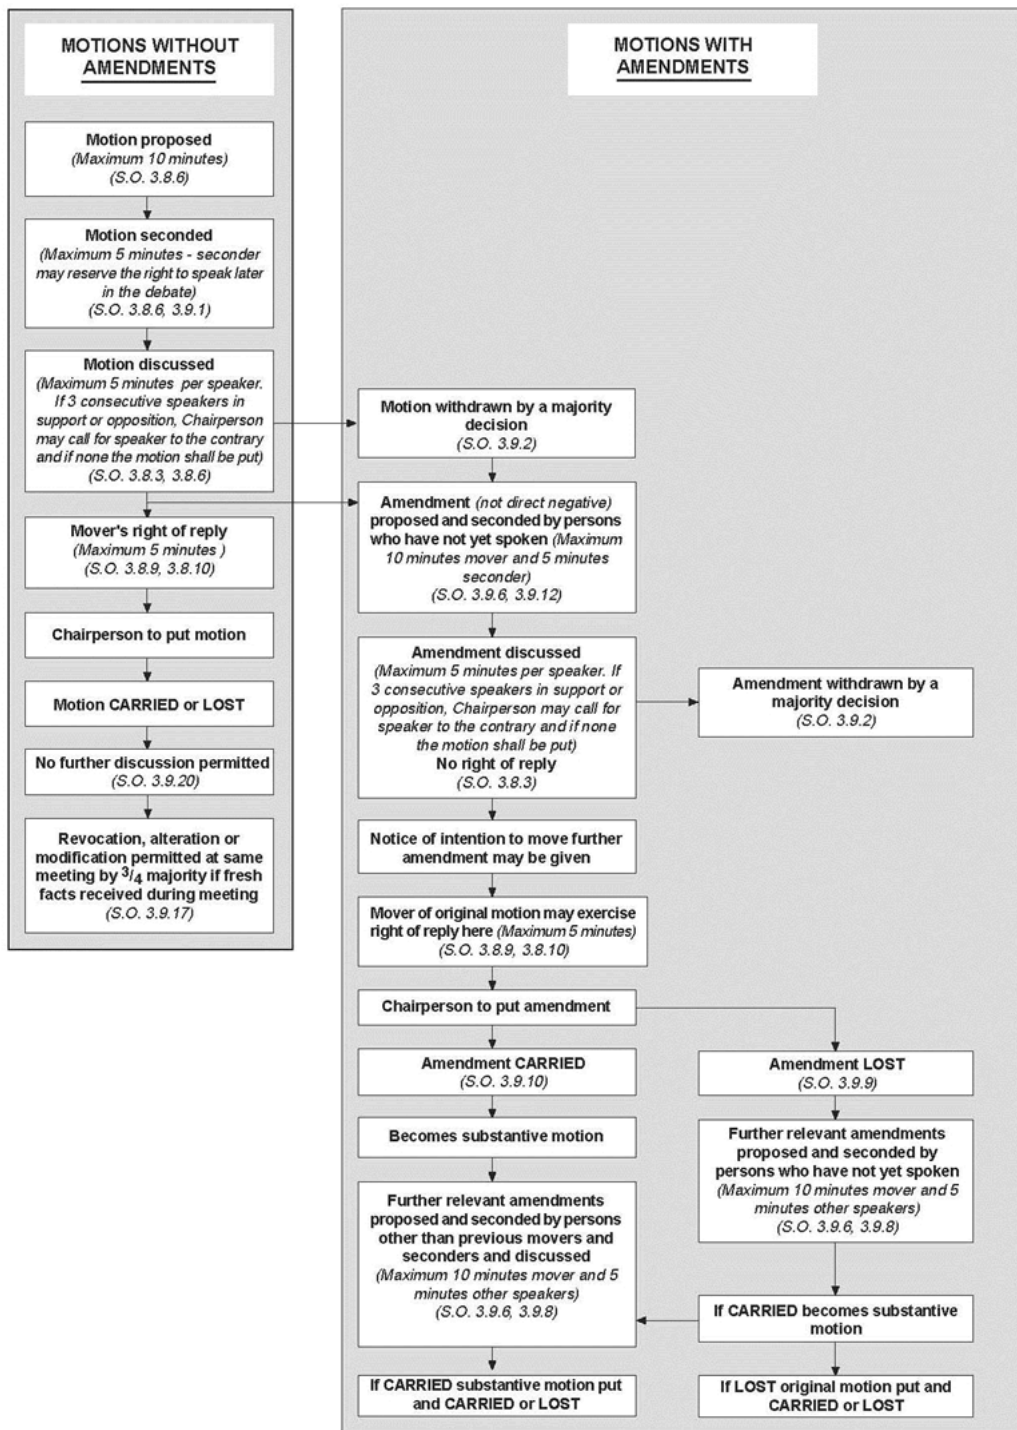 MOTIONS WITHOUT
AMENDMENTS
Motion proposed
(Maximum 10 minutes)
(S.O. 3.8.6)
Motion seconded
(Maximum 5 minutes - seconder
may reserve the right to speak later
in the debate)
(S.O. 3.8.6, 3.9.1)
Motion discussed
(Maximum 5 minutes per speaker.
If 3 consecutive speakers in
support or opposition, Chairperson
may call for speaker to the contrary
and if none the motion shall be put)
(S.O. 3.8.3, 3.8.6)
Mover's right of reply
(Maximum 5 minutes )
(S.O. 3.8.9, 3.8.10)
Chairperson to put motion
Motion CARRIED or LOST
No further discussion permitted
(S.O. 3.9.20)
Revocation, alteration or
modification permitted at same
meeting by 3/4 majority if fresh
facts received during meeting
(S.O. 3.9.17)
MOTIONS WITH
AMENDMENTS
Motion withdrawn by a majority
decision
(S.O. 3.9.2)
Amendment (not direct negative)
proposed and seconded by persons
who have not yet spoken (Maximum
10 minutes mover and 5 minutes
seconder)
(S.O. 3.9.6, 3.9.12)
Amendment discussed
(Maximum 5 minutes per speaker. If
3 consecutive speakers in support or
opposition, Chairperson may call for
speaker to the contrary and if none
the motion shall be put)
No right of reply
(S.O. 3.8.3)
Amendment withdrawn by a
majority decision
(S.O. 3.9.2)
Notice of intention to move further
amendment may be given
Mover of original motion may exercise
right of reply here (Maximum 5 minutes)
(S.O. 3.8.9, 3.8.10)
Chairperson to put amendment
Amendment CARRIED
(S.O. 3.9.10)
Becomes substantive motion
Further relevant amendments
proposed and seconded by persons
other than previous movers and
seconders and discussed
(Maximum 10 minutes mover and 5
minutes other speakers)
(S.O. 3.9.6, 3.9.8)
If CARRIED substantive motion put
and CARRIED or LOST
Amendment LOST
(S.O. 3.9.9)
Further relevant amendments
proposed and seconded by
persons who have not yet spoken
(Maximum 10 minutes mover and 5
minutes other speakers)
(S.O. 3.9.6, 3.9.8)
If CARRIED becomes substantive
motion
If LOST original motion put and
CARRIED or LOST